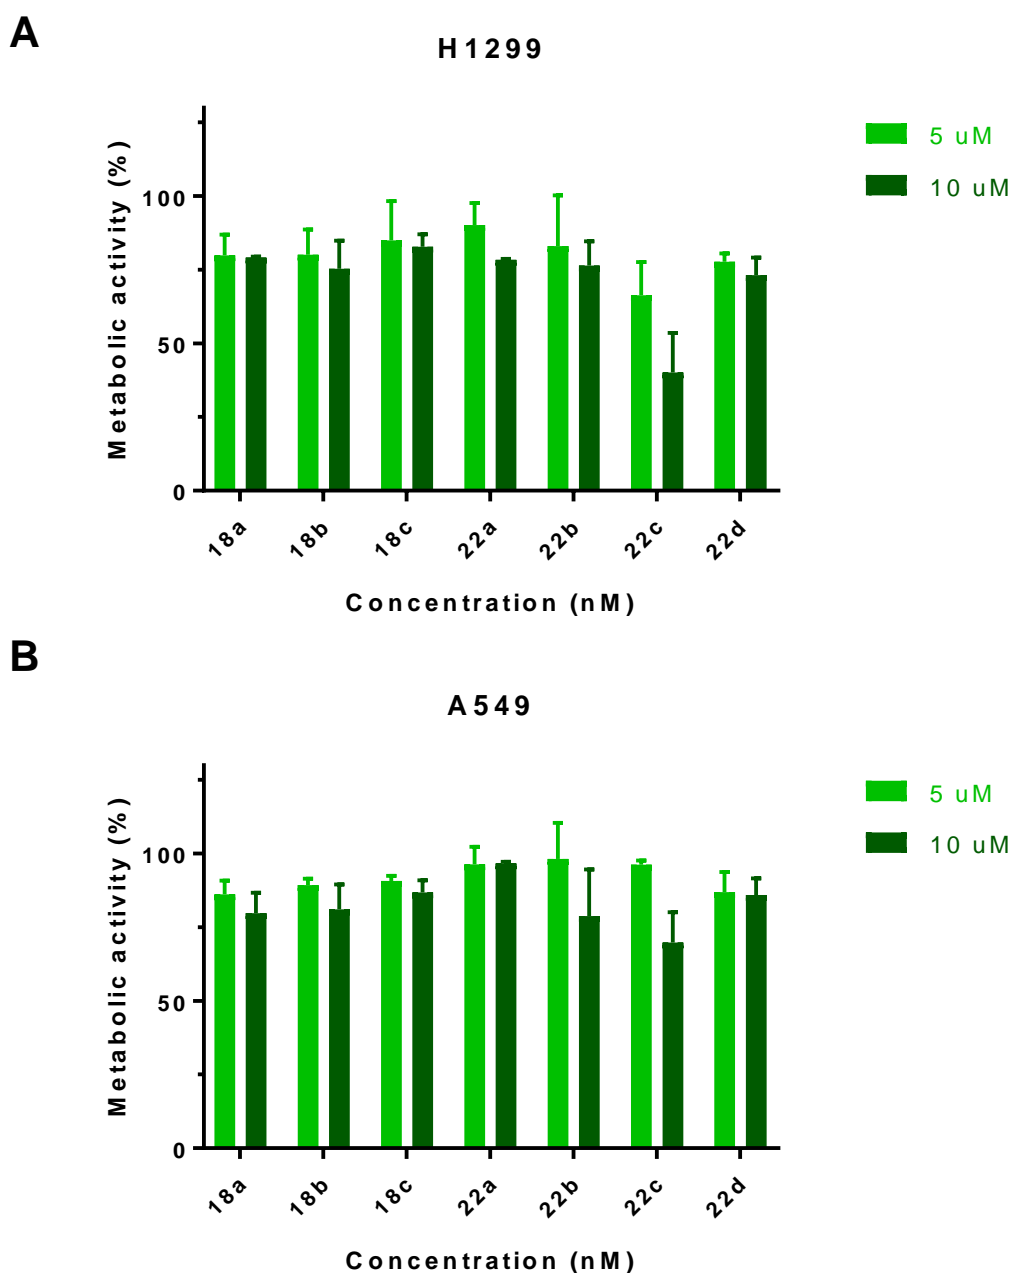 A
H1299
Metabolic activity (%)
100
50
0
18a 18b 18c 22a 22b 22c 22d
Concentration (nM)
5 uM
10 uM
B
A549
Metabolic activity (%)
100
50
0
18a 18b 18c 22a 22b 22c 22d
Concentration (nM)
5 uM
10 uM